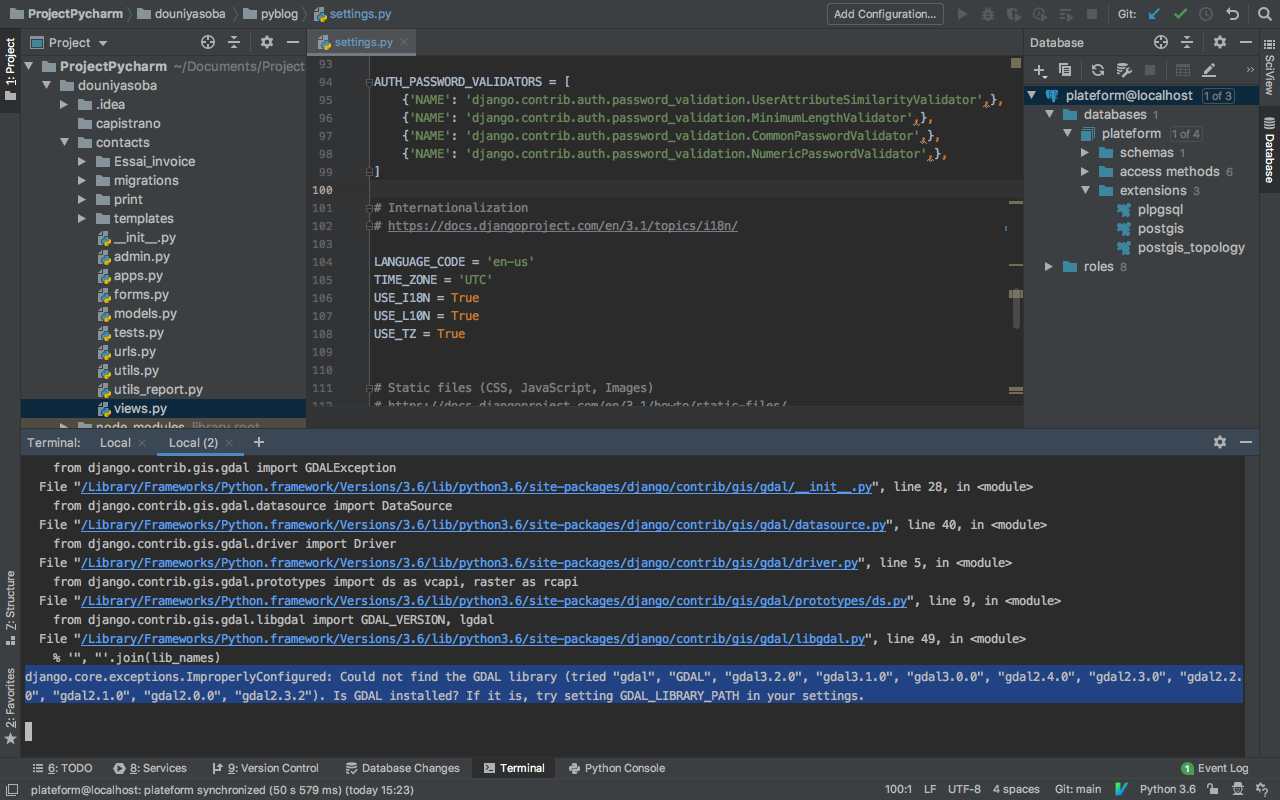 ProjectPycharm
douniyasoba
pyblog
settings.py
Add Configuration...
Git:
1: Project
Project
settings.py
Database
SciView
Database
ProjectPycharm ~/Documents/Project
douniyasoba
.idea
capistrano
contacts
Essai_invoice
migrations
print
templates
__init__.py
admin.py
apps.py
forms.py
models.py
tests.py
urls.py
utils.py
utils_report.py
views.py
node_modules library root
93
94 AUTH_PASSWORD_VALIDATORS = [
95 {'NAME': 'django.contrib.auth.password_validation.UserAttributeSimilarityValidator',},
96 {'NAME': 'django.contrib.auth.password_validation.MinimumLengthValidator',},
97 {'NAME': 'django.contrib.auth.password_validation.CommonPasswordValidator',},
98 {'NAME': 'django.contrib.auth.password_validation.NumericPasswordValidator',},
99 ]
100
101 # Internationalization
102 # https://docs.djangoproject.com/en/3.1/topics/i18n/
103
104 LANGUAGE_CODE = 'en-us'
105 TIME_ZONE = 'UTC'
106 USE_I18N = True
107 USE_L10N = True
108 USE_TZ = True
109
110
111 # Static files (CSS, JavaScript, Images)
112 # https://docs.djangoproject.com/en/3.1/howto/static-files/
plateform@localhost 1 of 3
databases 1
plateform 1 of 4
schemas 1
access methods 6
extensions 3
plpgsql
postgis
postgis_topology
roles 8
Terminal: Local Local (2)
from django.contrib.gis.gdal import GDALException
File "/Library/Frameworks/Python.framework/Versions/3.6/lib/python3.6/site-packages/django/contrib/gis/gdal/__init__.py", line 28, in <module>
from django.contrib.gis.gdal.datasource import DataSource
File "/Library/Frameworks/Python.framework/Versions/3.6/lib/python3.6/site-packages/django/contrib/gis/gdal/datasource.py", line 40, in <module>
from django.contrib.gis.gdal.driver import Driver
File "/Library/Frameworks/Python.framework/Versions/3.6/lib/python3.6/site-packages/django/contrib/gis/gdal/driver.py", line 5, in <module>
from django.contrib.gis.gdal.prototypes import ds as vcapi, raster as rcapi
File "/Library/Frameworks/Python.framework/Versions/3.6/lib/python3.6/site-packages/django/contrib/gis/gdal/prototypes/ds.py", line 9, in <module>
from django.contrib.gis.gdal.libgdal import GDAL_VERSION, lgdal
File "/Library/Frameworks/Python.framework/Versions/3.6/lib/python3.6/site-packages/django/contrib/gis/gdal/libgdal.py", line 49, in <module>
% '", "'.join(lib_names)
django.core.exceptions.ImproperlyConfigured: Could not find the GDAL library (tried "gdal", "GDAL", "gdal3.2.0", "gdal3.1.0", "gdal3.0.0", "gdal2.4.0", "gdal2.3.0", "gdal2.2.
0", "gdal2.1.0", "gdal2.0.0", "gdal2.3.2"). Is GDAL installed? If it is, try setting GDAL_LIBRARY_PATH in your settings.
7: Structure
2: Favorites
6: TODO
8: Services
9: Version Control
Database Changes
Terminal
Python Console
1 Event Log
plateform@localhost: plateform synchronized (50 s 579 ms) (today 15:23)
100:1 LF UTF-8 4 spaces Git: main Python 3.6